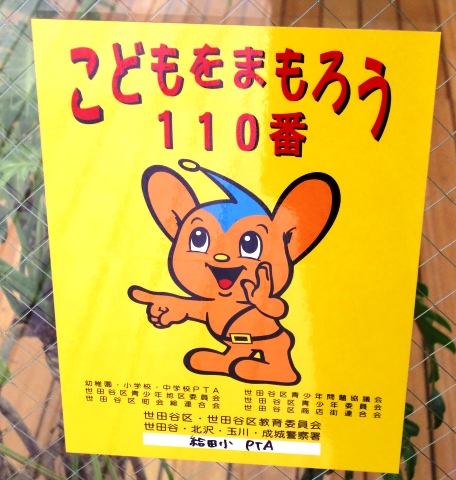 こどもをまもろう
110番
幼稚園・小学校・中学校PTA
世田谷区青少年地区委員会
世田谷区町会総連合会
世田谷区青少年問題協議会
世田谷区青少年委員会
世田谷区商店街連合会
世田谷区・世田谷区教育委員会
世田谷・北沢・玉川・成城警察署
小 PTA